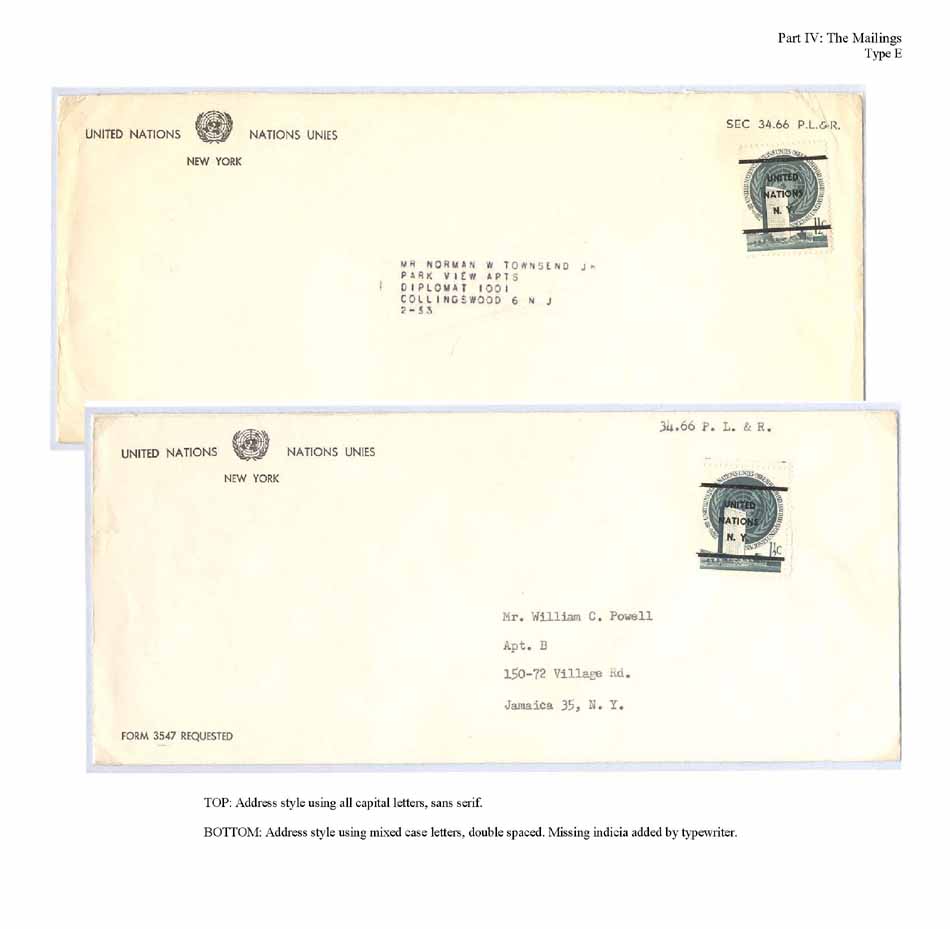 Part IV: The Mailings
Type E
UNITED NATIONS NATIONS UNIES
NEW YORK
SEC 34.66 P.L.&R.
UNITED
NATIONS
N. Y.
1½c
MR NORMAN W TOWNSEND JR
PARK VIEW APTS
DIPLOMAT 1001
COLLINGSWOOD 6 N J
2-53
UNITED NATIONS NATIONS UNIES
NEW YORK
34.66 P. L. & R.
UNITED
NATIONS
N. Y.
1½c
Mr. William C. Powell
Apt. B
150-72 Village Rd.
Jamaica 35, N. Y.
FORM 3547 REQUESTED
TOP: Address style using all capital letters, sans serif.
BOTTOM: Address style using mixed case letters, double spaced. Missing indicia added by typewriter.